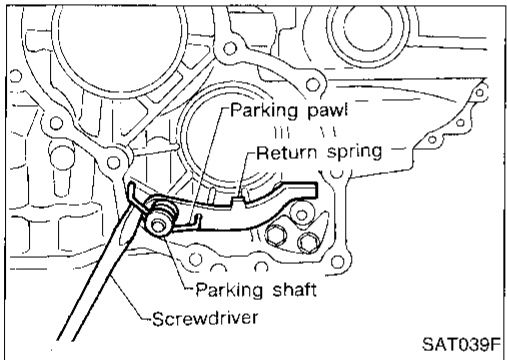 Parking pawl
Return spring
Parking shaft
Screwdriver
SAT039F